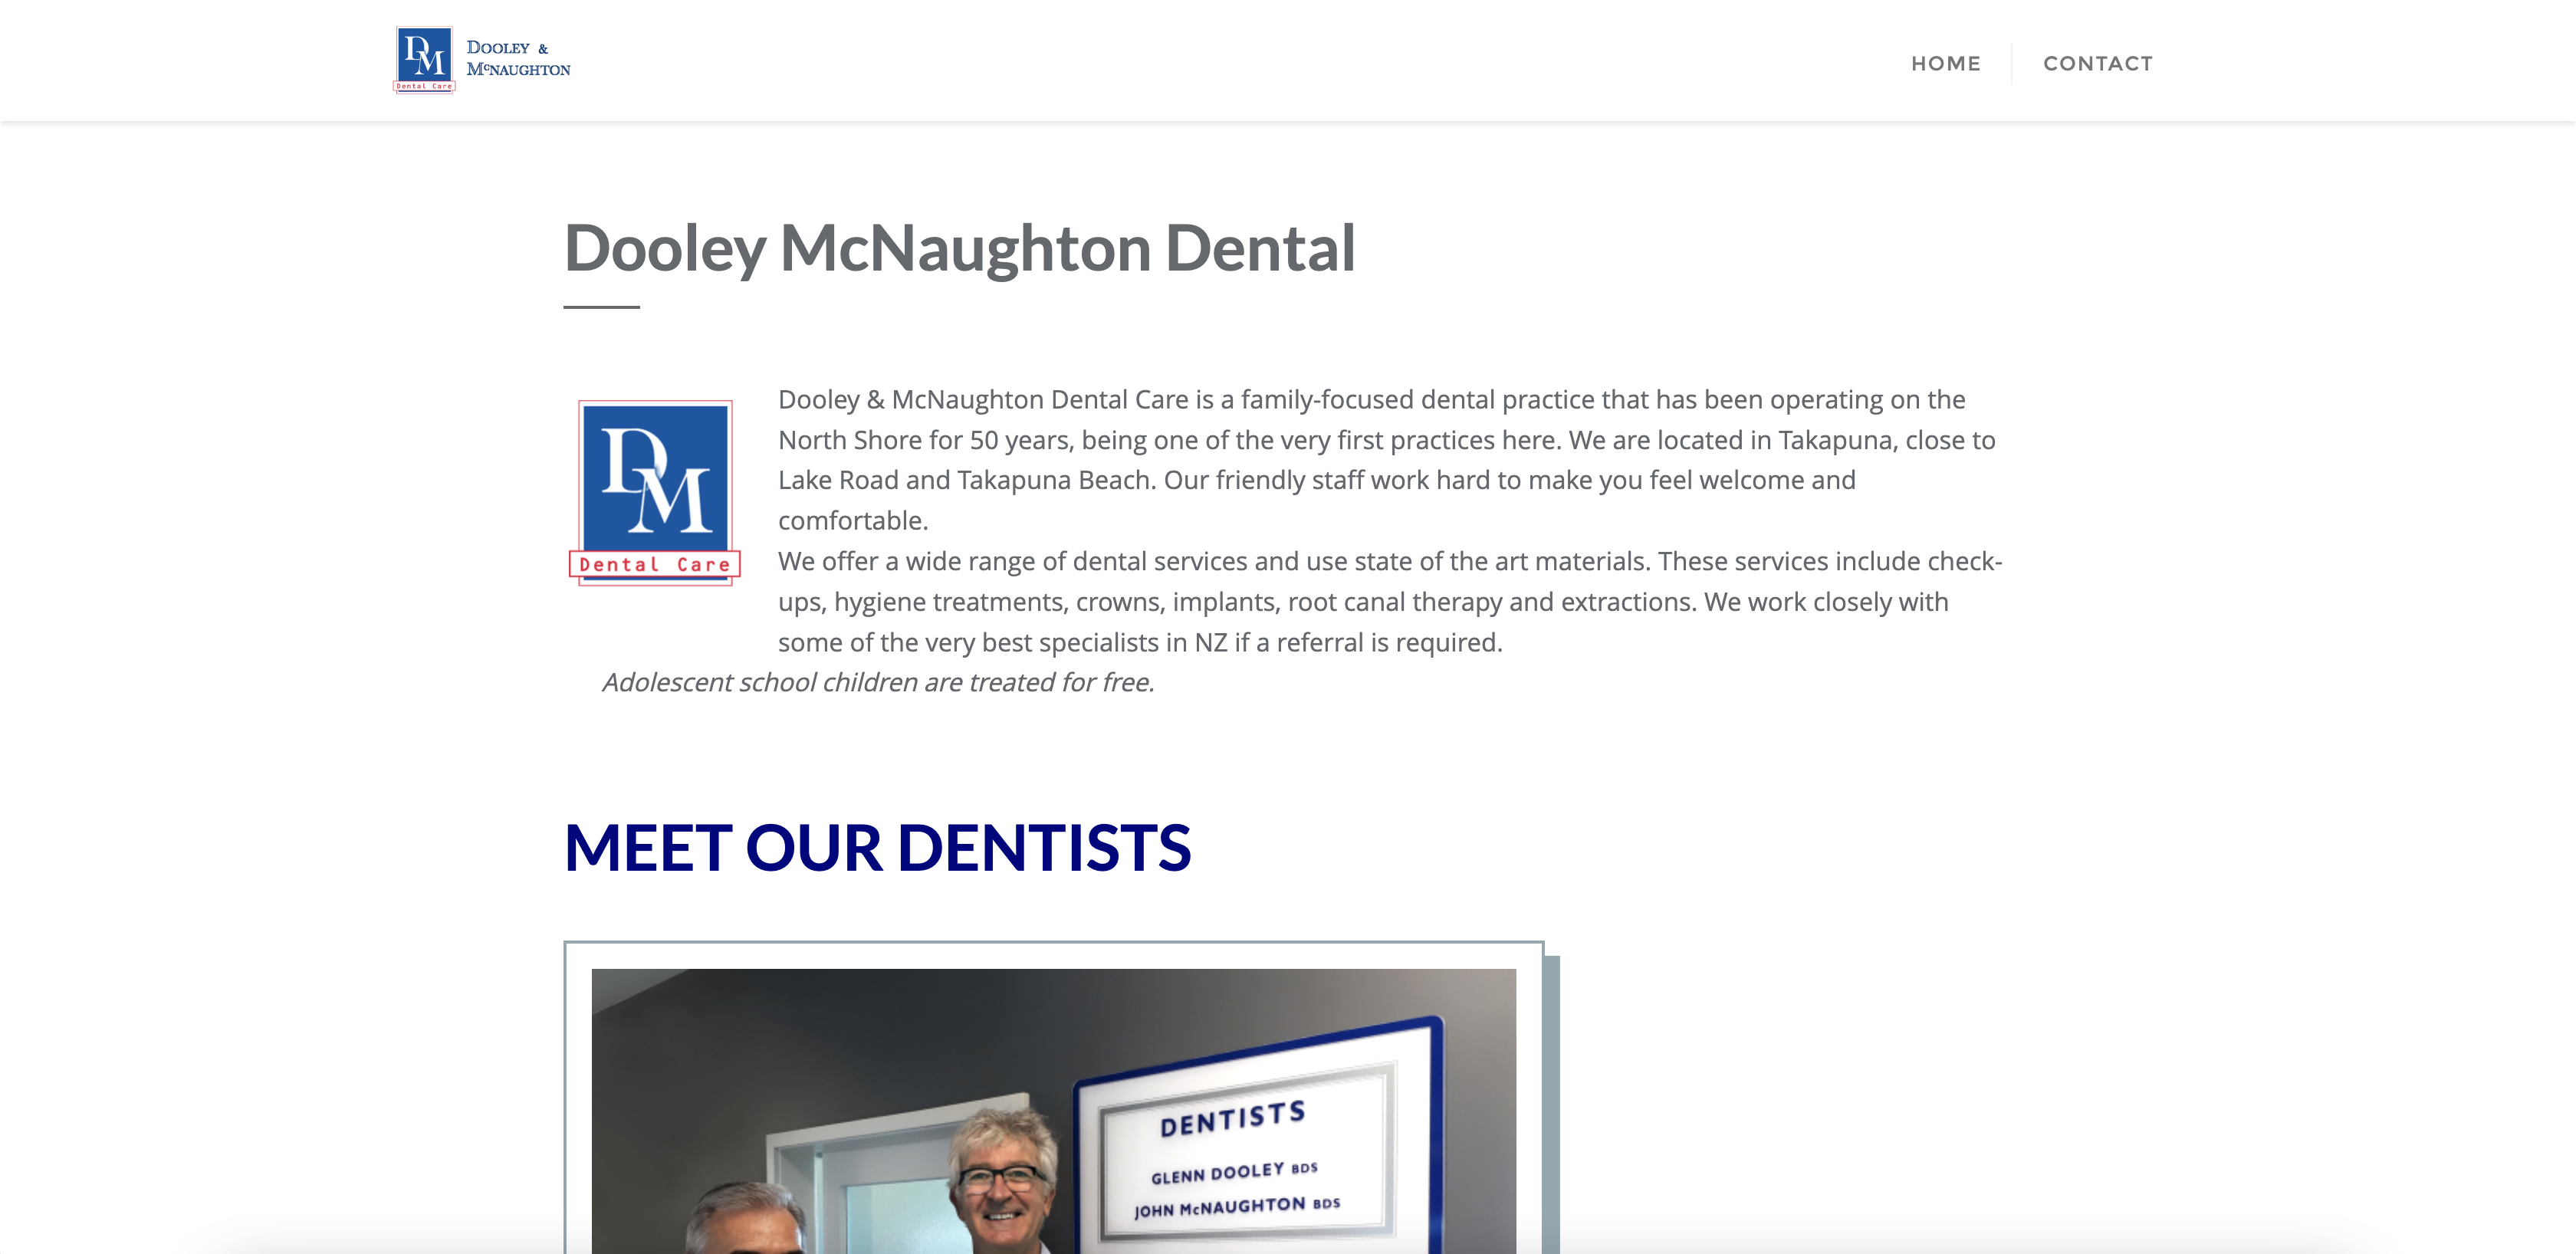 DM
Dental Care
DOOLEY &
McNAUGHTON
HOME
CONTACT
Dooley McNaughton Dental
DM
Dental Care
Dooley & McNaughton Dental Care is a family-focused dental practice that has been operating on the
North Shore for 50 years, being one of the very first practices here. We are located in Takapuna, close to
Lake Road and Takapuna Beach. Our friendly staff work hard to make you feel welcome and
comfortable.
We offer a wide range of dental services and use state of the art materials. These services include check-
ups, hygiene treatments, crowns, implants, root canal therapy and extractions. We work closely with
some of the very best specialists in NZ if a referral is required.
Adolescent school children are treated for free.
MEET OUR DENTISTS
DENTISTS
GLENN DOOLEY BDS
JOHN McNAUGHTON BDS